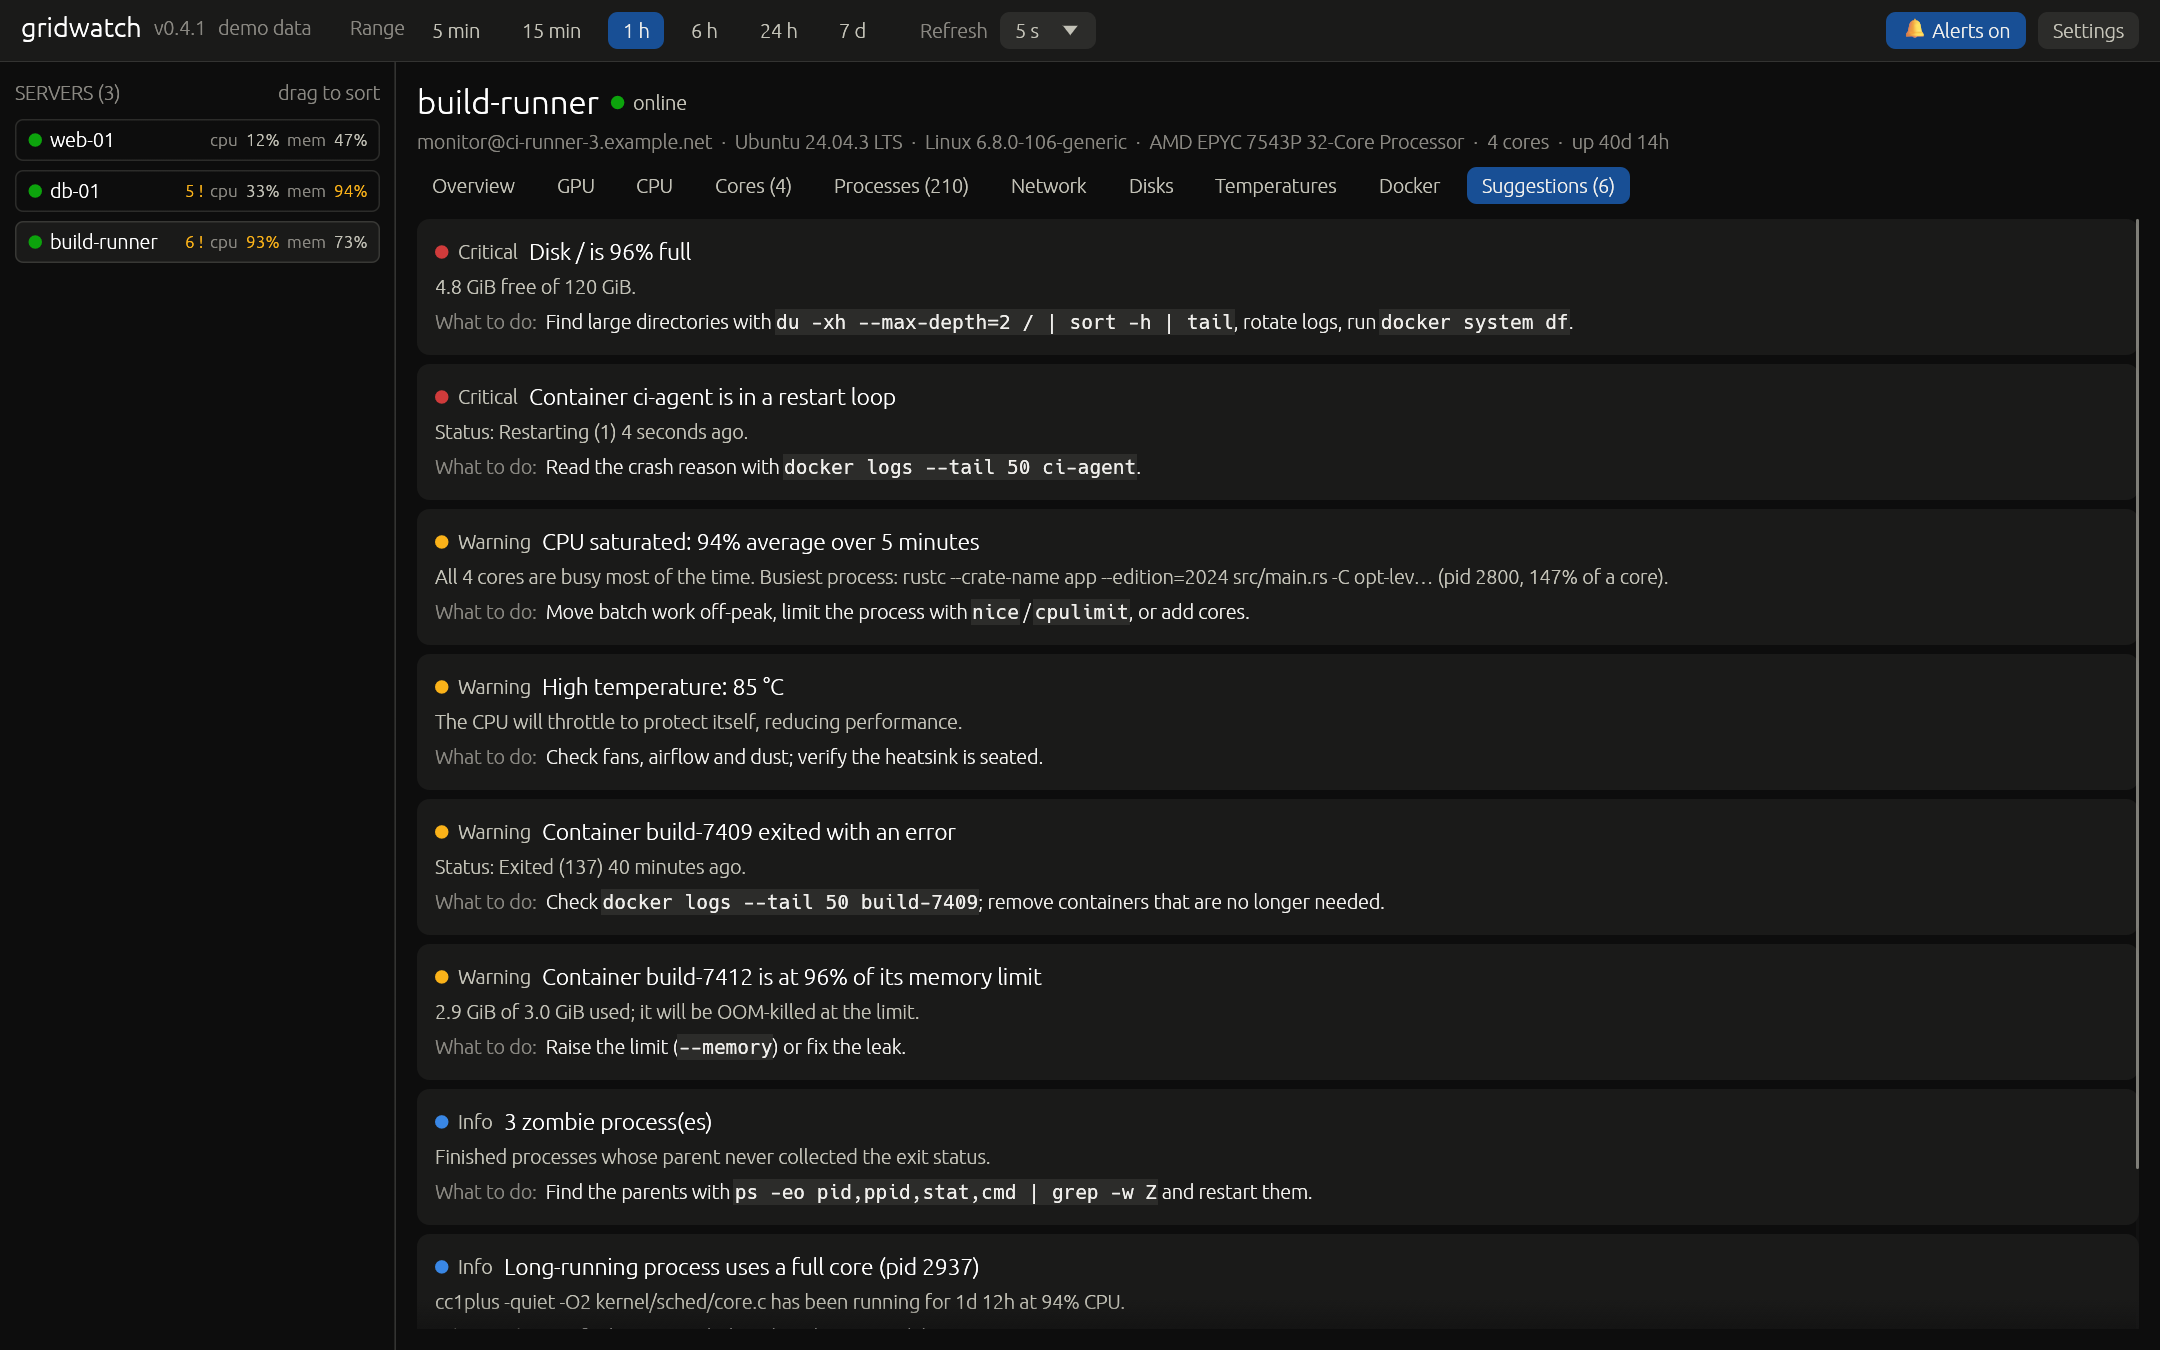 gridwatch v0.4.1 demo data Range 5 min 15 min 1 h 6 h 24 h 7 d Refresh 5 s Alerts on Settings
SERVERS (3) drag to sort
web-01 cpu 12% mem 47%
db-01 5! cpu 33% mem 94%
build-runner 6! cpu 93% mem 73%
build-runner online
monitor@ci-runner-3.example.net · Ubuntu 24.04.3 LTS · Linux 6.8.0-106-generic · AMD EPYC 7543P 32-Core Processor · 4 cores · up 40d 14h
Overview GPU CPU Cores (4) Processes (210) Network Disks Temperatures Docker Suggestions (6)
Critical Disk / is 96% full
4.8 GiB free of 120 GiB.
What to do: Find large directories with du -xh --max-depth=2 / | sort -h | tail, rotate logs, run docker system df.
Critical Container ci-agent is in a restart loop
Status: Restarting (1) 4 seconds ago.
What to do: Read the crash reason with docker logs --tail 50 ci-agent.
Warning CPU saturated: 94% average over 5 minutes
All 4 cores are busy most of the time. Busiest process: rustc --crate-name app --edition=2024 src/main.rs -C opt-lev… (pid 2800, 147% of a core).
What to do: Move batch work off-peak, limit the process with nice / cpulimit, or add cores.
Warning High temperature: 85 °C
The CPU will throttle to protect itself, reducing performance.
What to do: Check fans, airflow and dust; verify the heatsink is seated.
Warning Container build-7409 exited with an error
Status: Exited (137) 40 minutes ago.
What to do: Check docker logs --tail 50 build-7409; remove containers that are no longer needed.
Warning Container build-7412 is at 96% of its memory limit
2.9 GiB of 3.0 GiB used; it will be OOM-killed at the limit.
What to do: Raise the limit (--memory) or fix the leak.
Info 3 zombie process(es)
Finished processes whose parent never collected the exit status.
What to do: Find the parents with ps -eo pid,ppid,stat,cmd | grep -w Z and restart them.
Info Long-running process uses a full core (pid 2937)
cc1plus -quiet -O2 kernel/sched/core.c has been running for 1d 12h at 94% CPU.